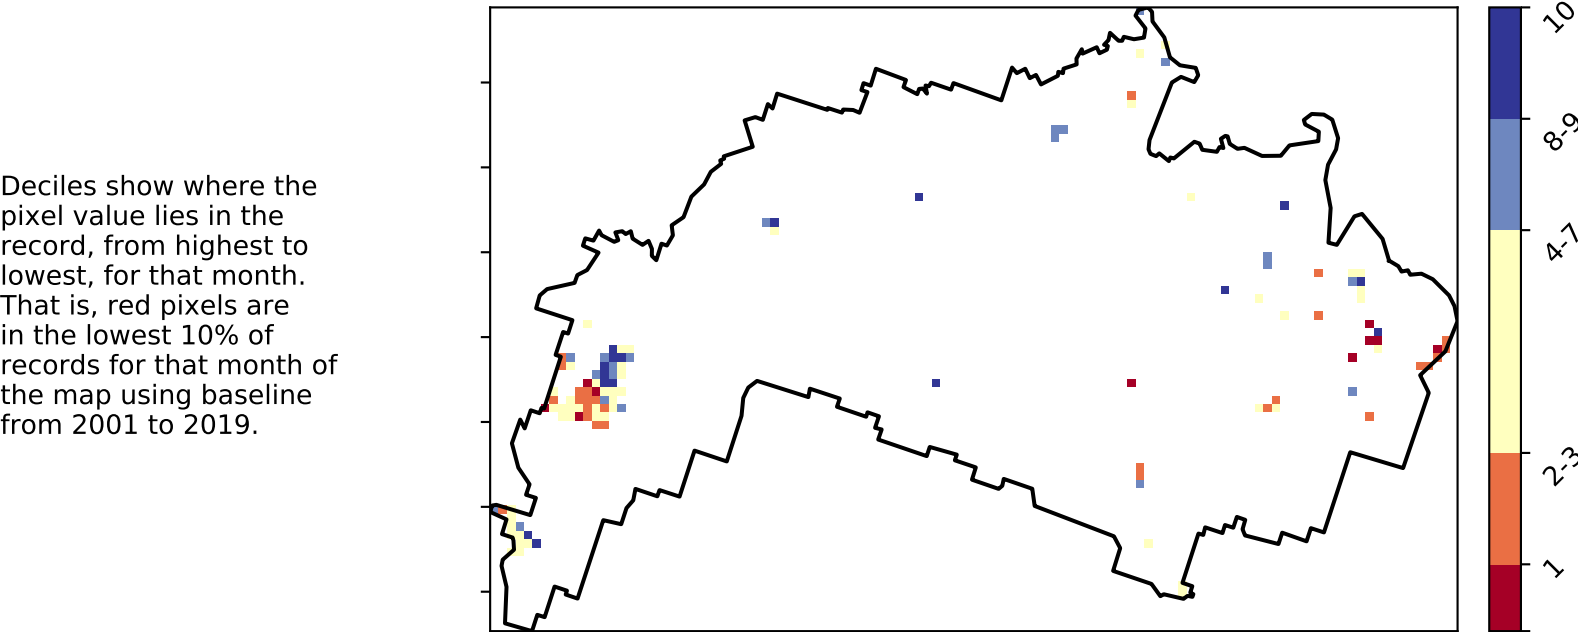 Deciles show where the
pixel value lies in the
record, from highest to
lowest, for that month.
That is, red pixels are
in the lowest 10% of
records for that month of
the map using baseline
from 2001 to 2019.
10
8-9
4-7
2-3
1